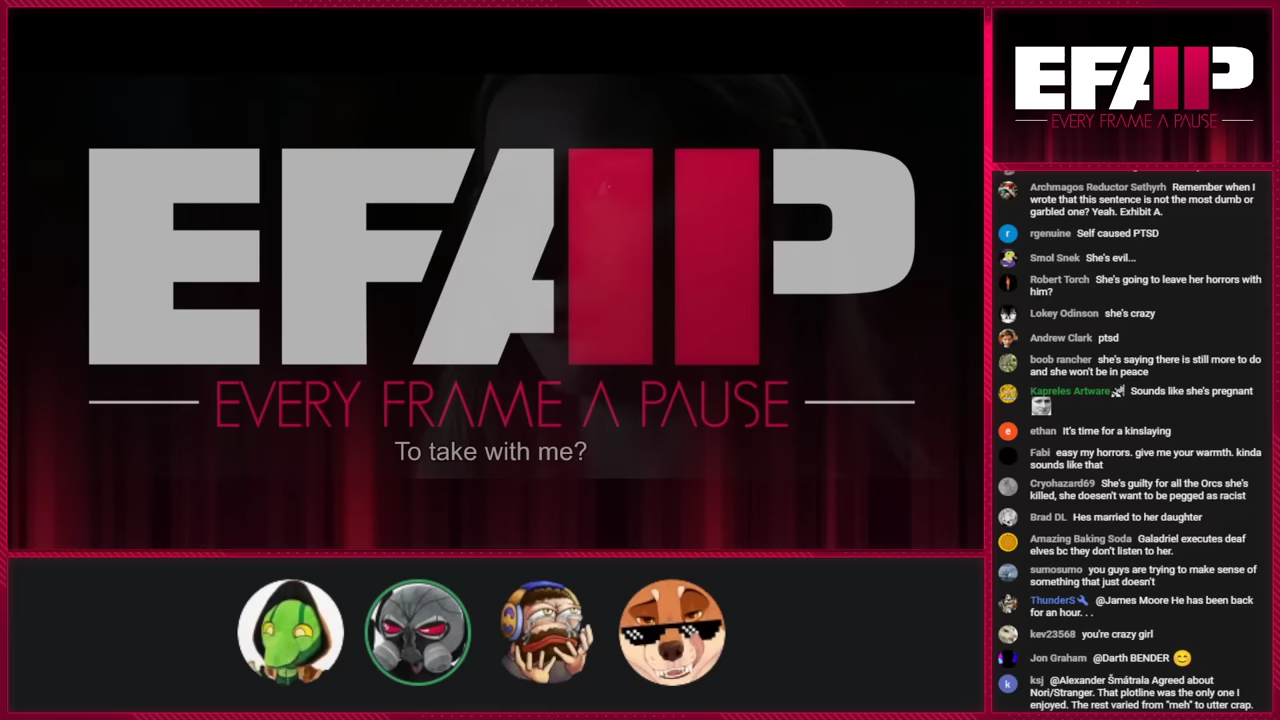 EFAP
EVERY FRAME A PAUSE
To take with me?
EFAP
EVERY FRAME A PAUSE
Archmagos Reductor Sethyrh Remember when I
wrote that this sentence is not the most dumb or
garbled one? Yeah. Exhibit A.
r
rgenuine Self caused PTSD
Smol Snek She's evil...
Robert Torch She's going to leave her horrors with
him?
Lokey Odinson she's crazy
Andrew Clark ptsd
boob rancher she's saying there is still more to do
and she won't be in peace
Kapreles Artware Sounds like she's pregnant
e
ethan It's time for a kinslaying
Fabi easy my horrors. give me your warmth. kinda
sounds like that
Cryohazard69 She's guilty for all the Orcs she's
killed, she doesen't want to be pegged as racist
Brad DL Hes married to her daughter
Amazing Baking Soda Galadriel executes deaf
elves bc they don't listen to her.
sumosumo you guys are trying to make sense of
something that just doesn't
ThunderS @James Moore He has been back
for an hour. . .
kev23568 you're crazy girl
Jon Graham @Darth BENDER 😊
k
ksj @Alexander Šmátrala Agreed about
Nori/Stranger. That plotline was the only one I
enjoyed. The rest varied from "meh" to utter crap.